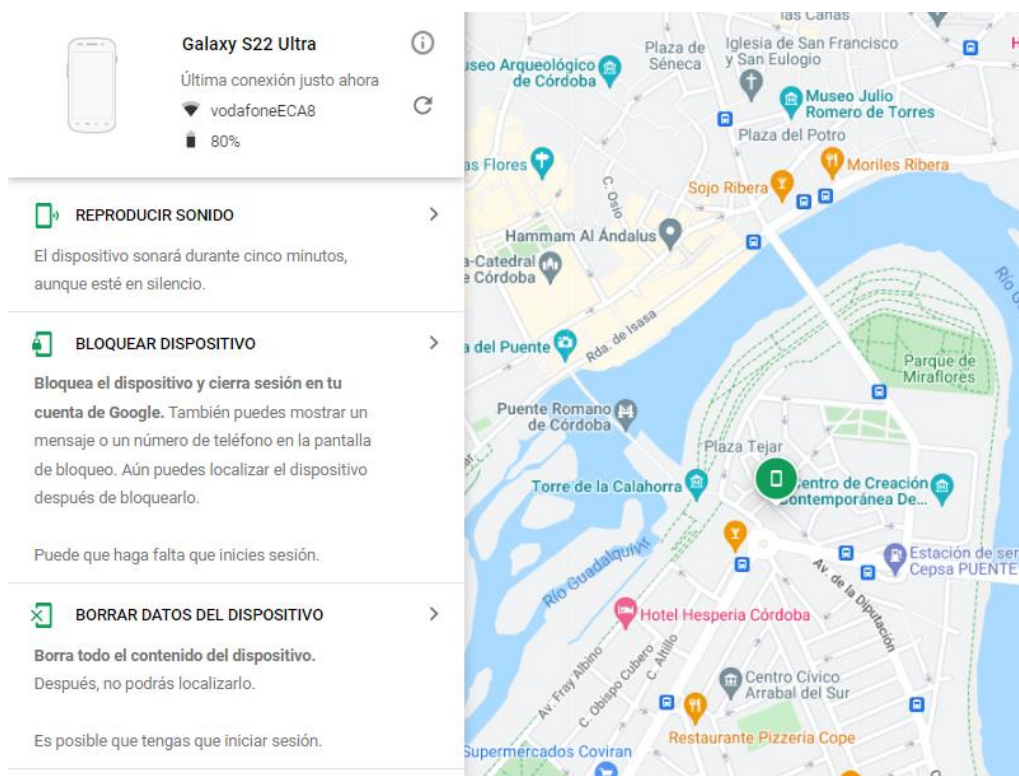 Galaxy S22 Ultra
Última conexión justo ahora
vodafoneECA8
80%
REPRODUCIR SONIDO
El dispositivo sonará durante cinco minutos,
aunque esté en silencio.
BLOQUEAR DISPOSITIVO
Bloquea el dispositivo y cierra sesión en tu
cuenta de Google. También puedes mostrar un
mensaje o un número de teléfono en la pantalla
de bloqueo. Aún puedes localizar el dispositivo
después de bloquearlo.
Puede que haga falta que inicies sesión.
BORRAR DATOS DEL DISPOSITIVO
Borra todo el contenido del dispositivo.
Después, no podrás localizarlo.
Es posible que tengas que iniciar sesión.
las Cañas
Plaza de
Séneca
Iglesia de San Francisco
y San Eulogio
useo Arqueológico
de Córdoba
Museo Julio
Romero de Torres
Plaza del Potro
as Flores
Moriles Ribera
C. Osio
Sojo Ribera
Hammam Al Ándalus
a-Catedral
e Córdoba
Río G
Rda. de Isasa
a del Puente
Parque de
Miraflores
Puente Romano
de Córdoba
Plaza Tejar
Torre de la Calahorra
entro de Creación
ontemporánea De...
Río Guadalquivir
Estación de ser
Cepsa PUENTE
Av. de la Diputación
Hotel Hesperia Córdoba
Av. Fray Albino
C. Obispo Cubero
C. Altillo
Centro Cívico
Arrabal del Sur
Restaurante Pizzeria Cope
Supermercados Coviran